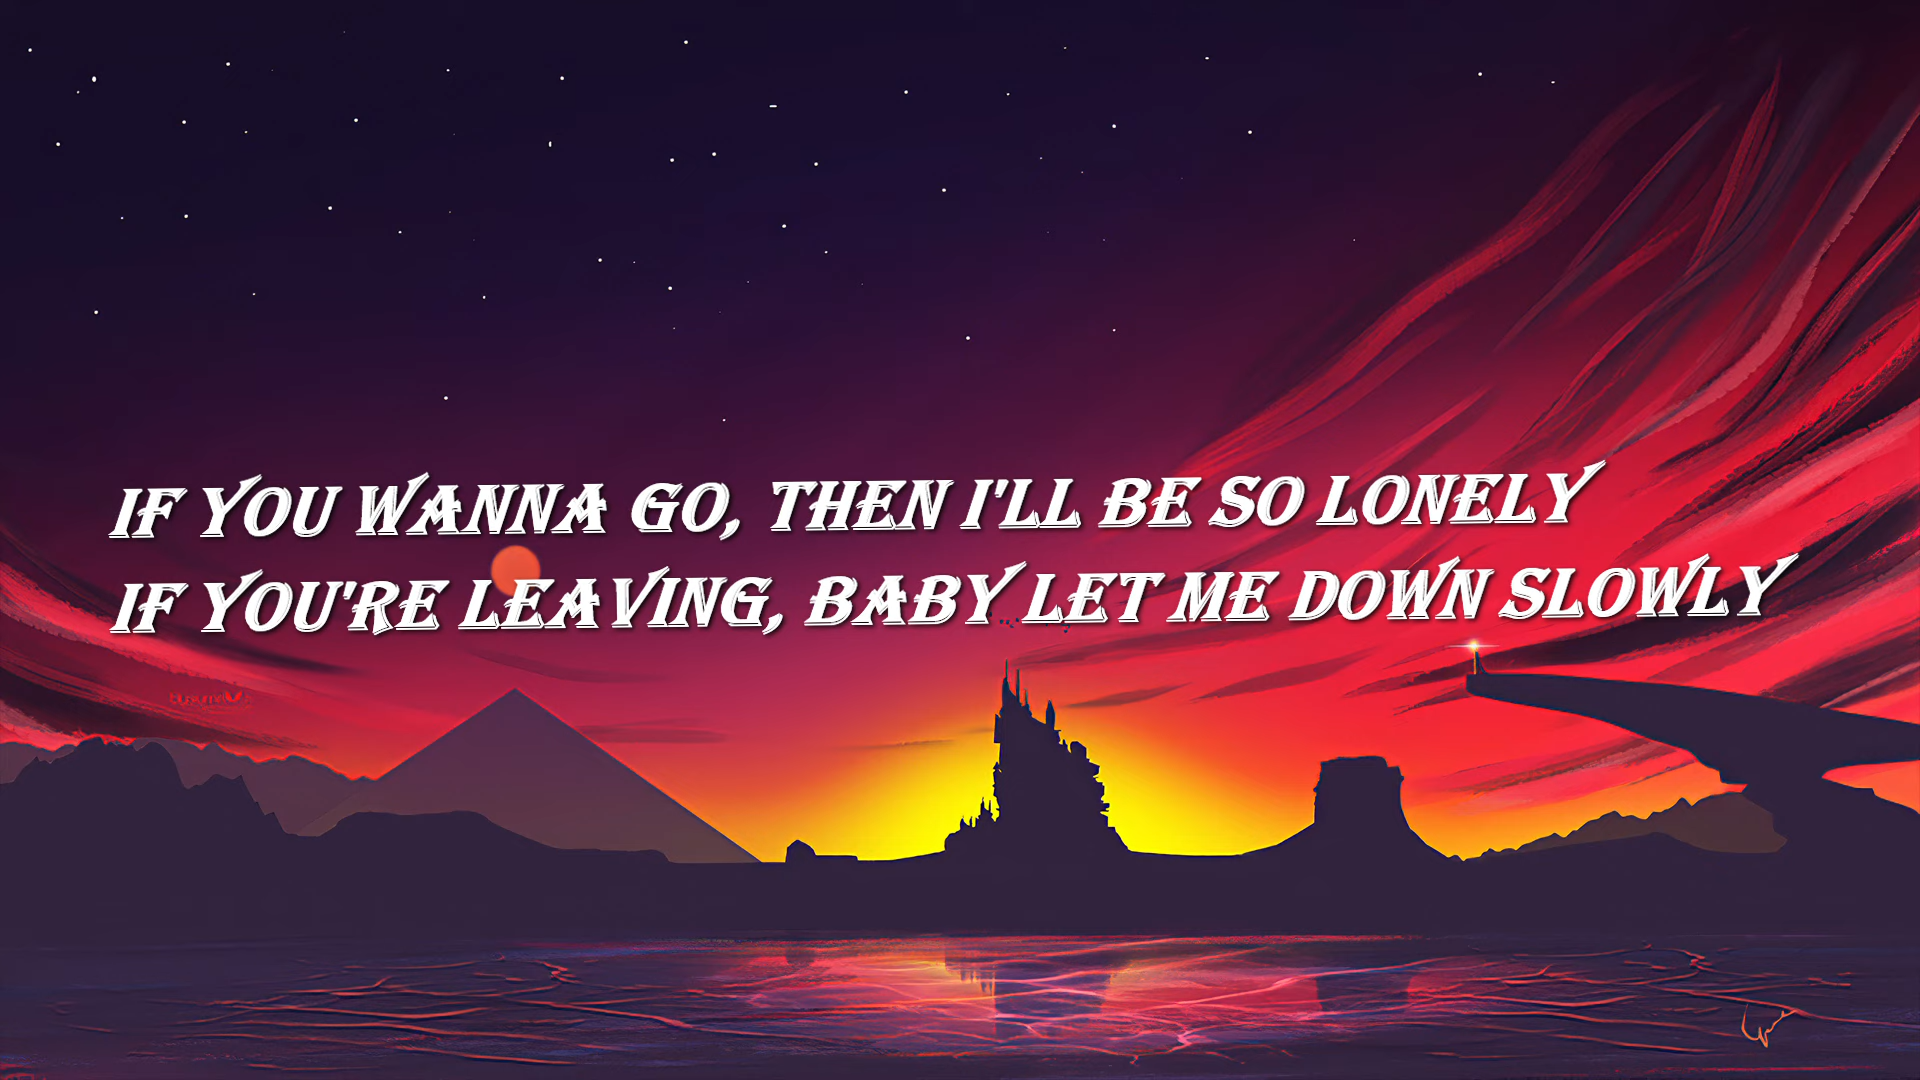 IF YOU WANNA GO, THEN I'LL BE SO LONELY
IF YOU'RE LEAVING, BABY LET ME DOWN SLOWLY